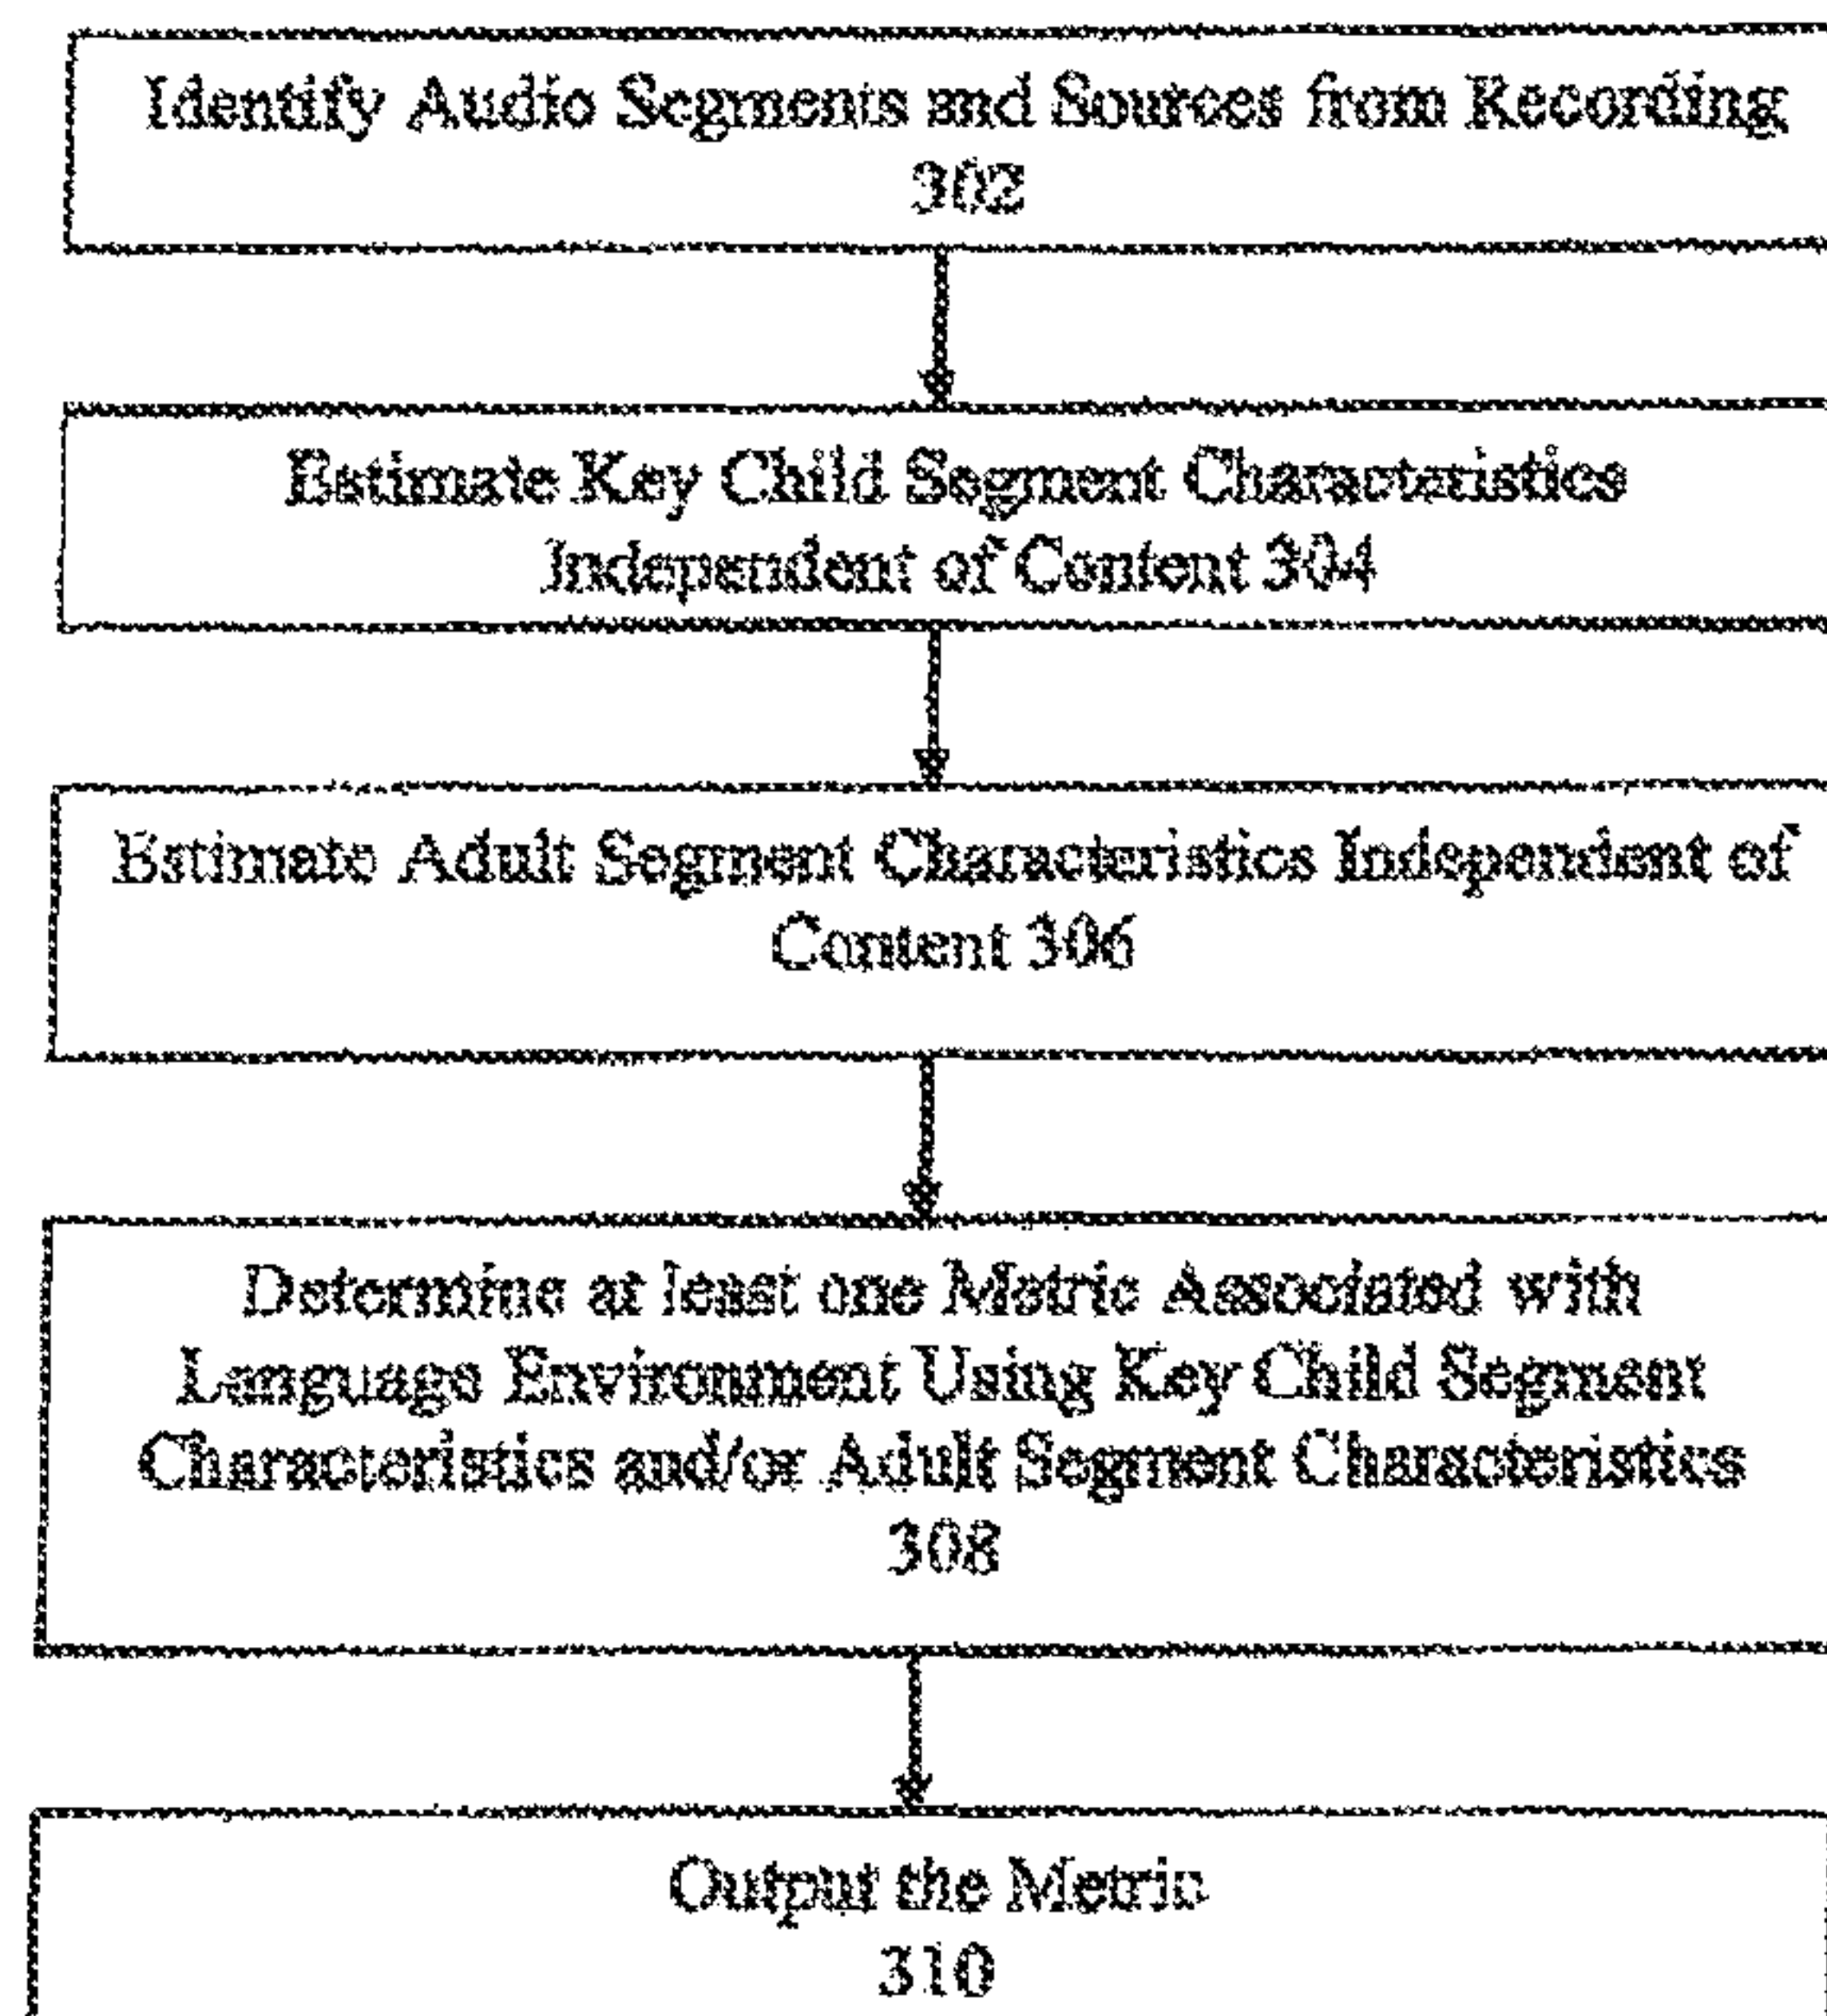 Identify Audio Segments and Sources from Recording
302
Estimate Key Child Segment Characteristics
Independent of Content 304
Estimate Adult Segment Characteristics Independent of
Content 306
Determine at least one Metric Associated with
Language Environment Using Key Child Segment
Characteristics and/or Adult Segment Characteristics
308
Output the Metric
310